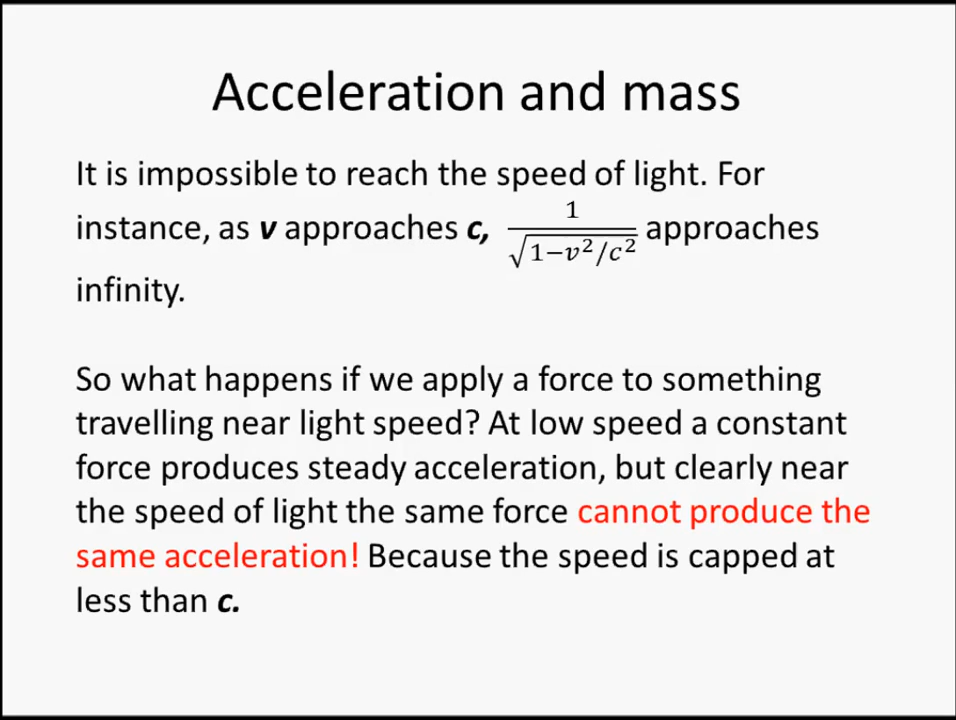 Acceleration and mass
It is impossible to reach the speed of light. For
instance, as v approaches c, 1/√(1−v²/c²) approaches
infinity.
So what happens if we apply a force to something
travelling near light speed? At low speed a constant
force produces steady acceleration, but clearly near
the speed of light the same force cannot produce the
same acceleration! Because the speed is capped at
less than c.